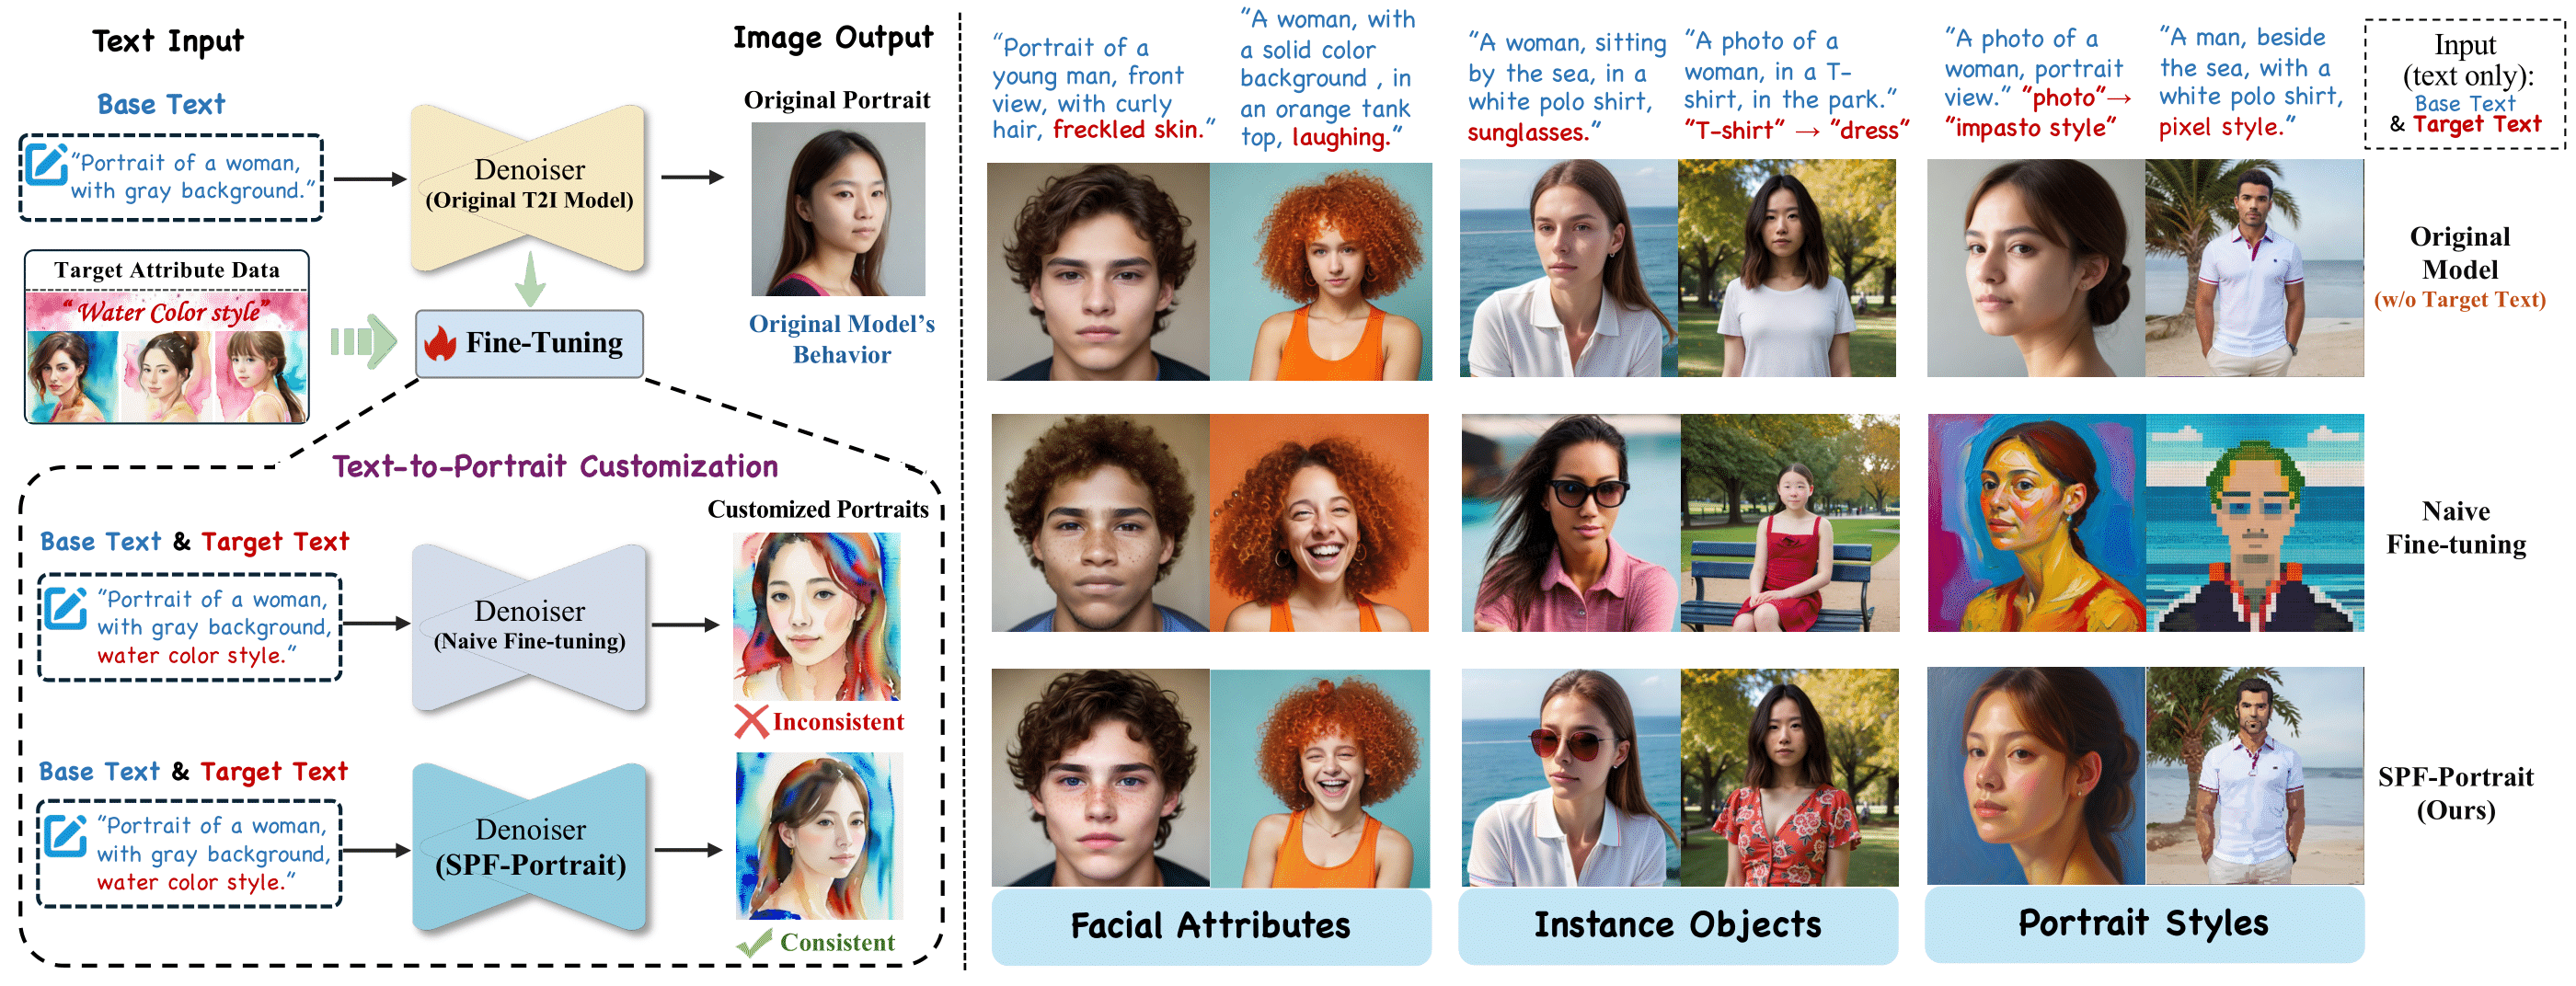 Text Input
Image Output
Base Text
"Portrait of a woman,
with gray background."
Denoiser
(Original T2I Model)
Original Portrait
Original Model's
Behavior
Target Attribute Data
"Water Color style"
Fine-Tuning
Text-to-Portrait Customization
Customized Portraits
Base Text & Target Text
"Portrait of a woman,
with gray background,
water color style."
Denoiser
(Naive Fine-tuning)
Inconsistent
Base Text & Target Text
"Portrait of a woman,
with gray background,
water color style."
Denoiser
(SPF-Portrait)
Consistent
"Portrait of a
young man, front
view, with curly
hair, freckled skin."
"A woman, with
a solid color
background , in
an orange tank
top, laughing."
"A woman, sitting
by the sea, in a
white polo shirt,
sunglasses."
"A photo of a
woman, in a T-
shirt, in the park."
"T-shirt" → "dress"
"A photo of a
woman, portrait
view." "photo"→
"impasto style"
"A man, beside
the sea, with a
white polo shirt,
pixel style."
Input
(text only):
Base Text
& Target Text
Original
Model
(w/o Target Text)
Naive
Fine-tuning
SPF-Portrait
(Ours)
Facial Attributes
Instance Objects
Portrait Styles